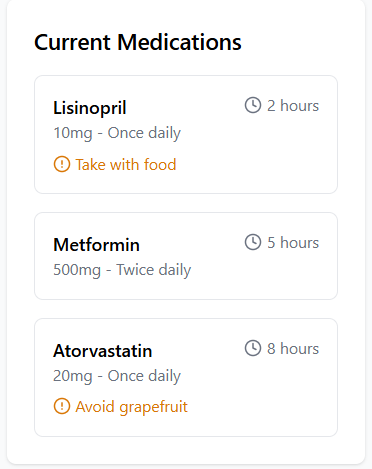 Current Medications
Lisinopril
2 hours
10mg - Once daily
Take with food
Metformin
5 hours
500mg - Twice daily
Atorvastatin
8 hours
20mg - Once daily
Avoid grapefruit